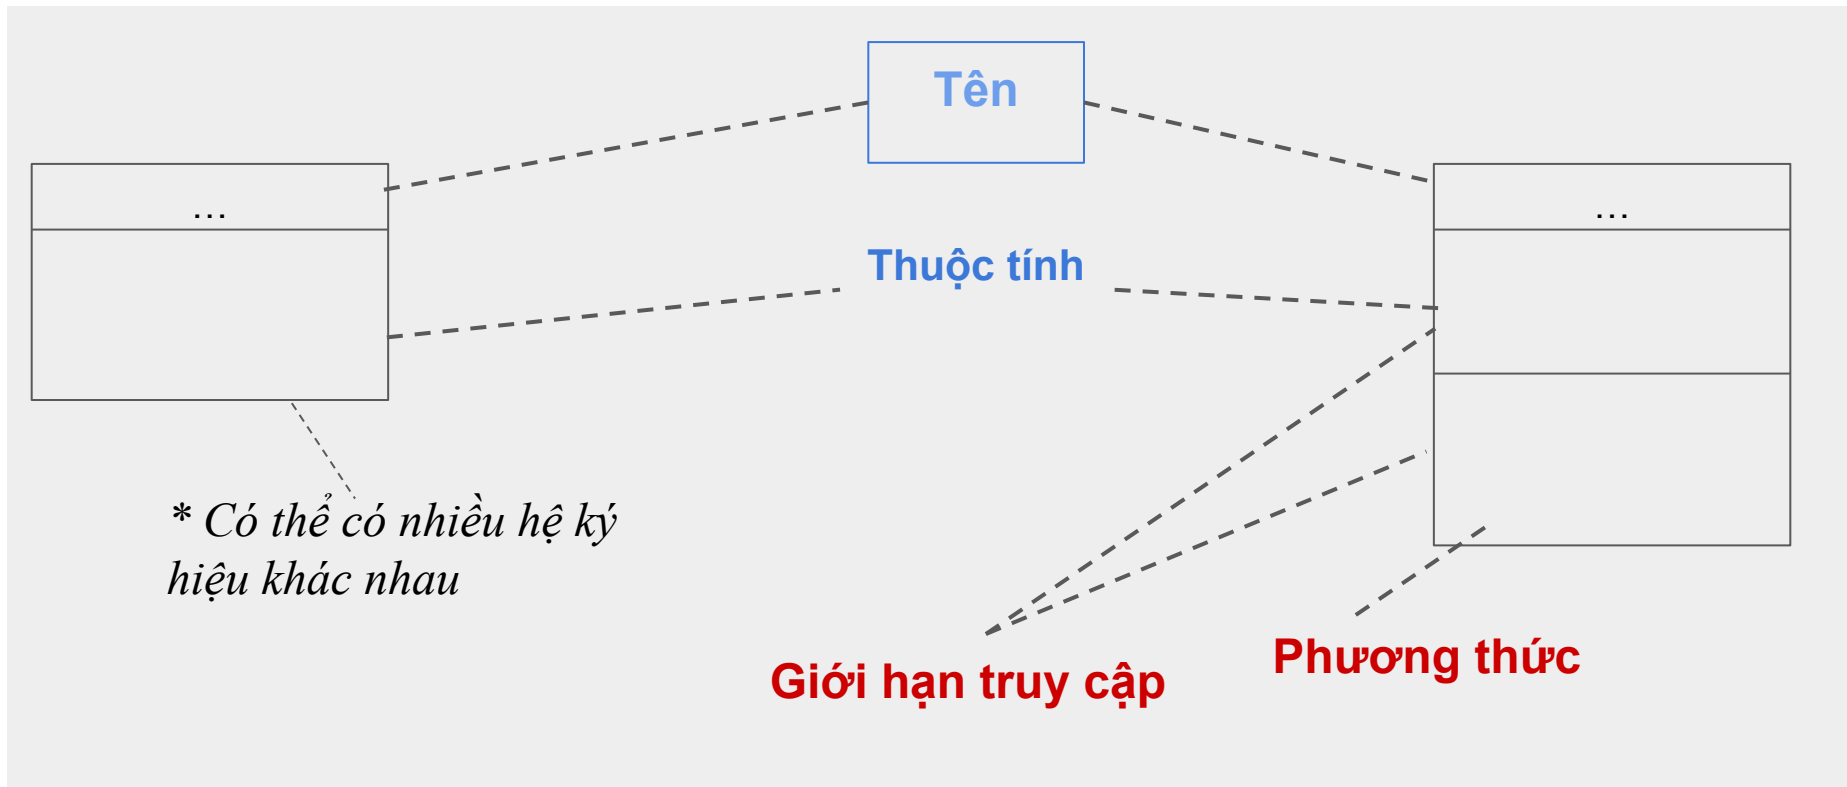 Tên
...
...
Thuộc tính
* Có thể có nhiều hệ ký
hiệu khác nhau
Giới hạn truy cập
Phương thức